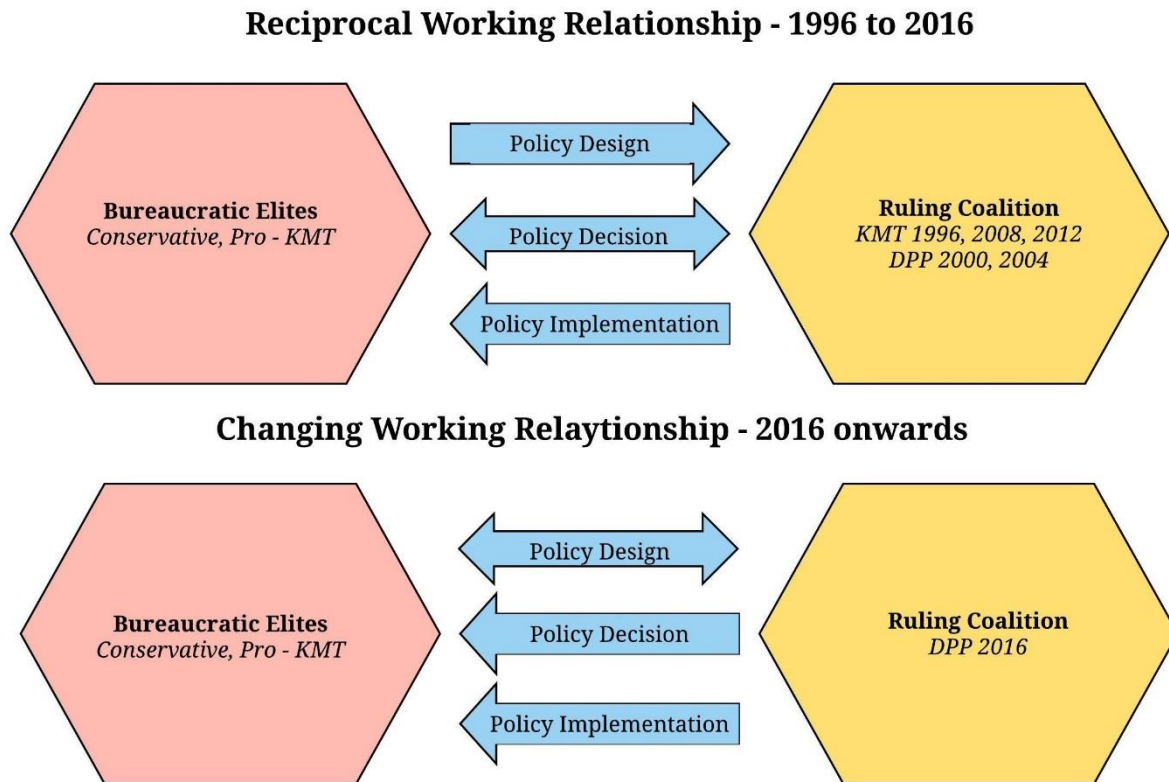 Reciprocal Working Relationship - 1996 to 2016
Policy Design
Bureaucratic Elites
Conservative, Pro - KMT
Policy Decision
Ruling Coalition
KMT 1996, 2008, 2012
DPP 2000, 2004
Policy Implementation
Changing Working Relaytionship - 2016 onwards
Policy Design
Bureaucratic Elites
Conservative, Pro - KMT
Policy Decision
Ruling Coalition
DPP 2016
Policy Implementation